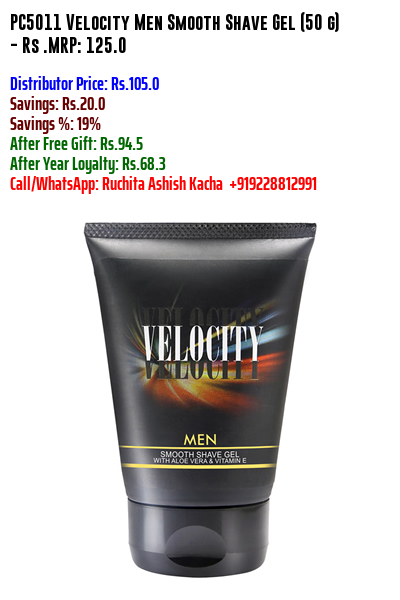 PC5011 Velocity Men Smooth Shave Gel (50 g)
- Rs .MRP: 125.0
Distributor Price: Rs.105.0
Savings: Rs.20.0
Savings %: 19%
After Free Gift: Rs.94.5
After Year Loyalty: Rs.68.3
Call/WhatsApp: Ruchita Ashish Kacha +919228812991
VELOCITY
MEN
SMOOTH SHAVE GEL
WITH ALOE VERA & VITAMIN E